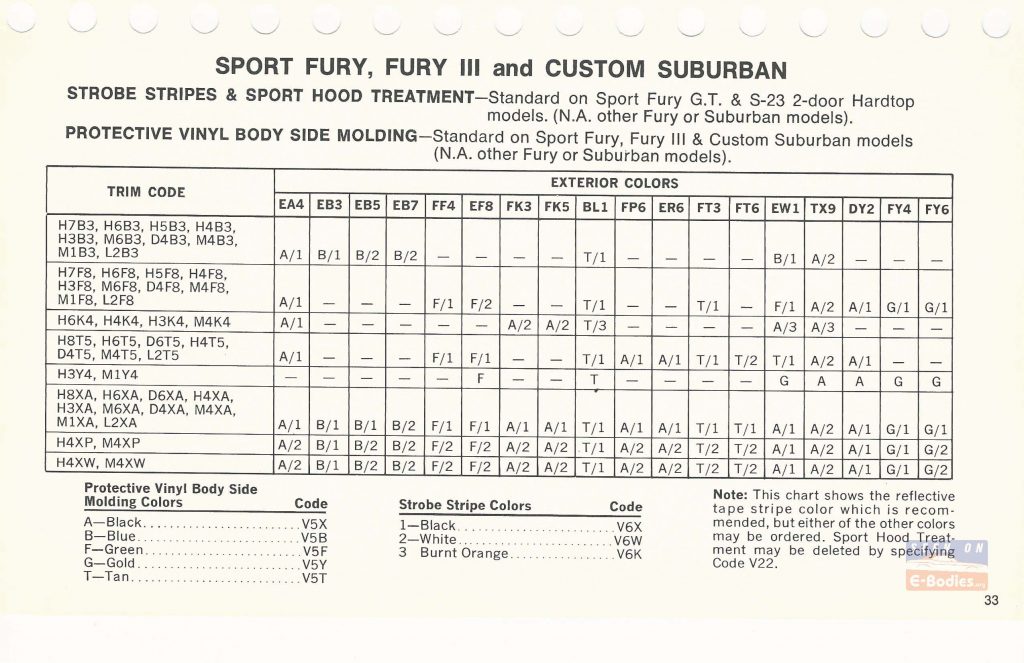 SPORT FURY, FURY III and CUSTOM SUBURBAN
STROBE STRIPES & SPORT HOOD TREATMENT—Standard on Sport Fury G.T. & S-23 2-door Hardtop
models. (N.A. other Fury or Suburban models).
PROTECTIVE VINYL BODY SIDE MOLDING—Standard on Sport Fury, Fury III & Custom Suburban models
(N.A. other Fury or Suburban models).
TRIM CODE
EXTERIOR COLORS
EA4 EB3 EB5 EB7 FF4 EF8 FK3 FK5 BL1 FP6 ER6 FT3 FT6 EW1 TX9 DY2 FY4 FY6
H7B3, H6B3, H5B3, H4B3,
H3B3, M6B3, D4B3, M4B3,
M1B3, L2B3 A/1 B/1 B/2 B/2 — — — — T/1 — — — — B/1 A/2 — — —
H7F8, H6F8, H5F8, H4F8,
H3F8, M6F8, D4F8, M4F8,
M1F8, L2F8 A/1 — — — F/1 F/2 — — T/1 — — T/1 — F/1 A/2 A/1 G/1 G/1
H6K4, H4K4, H3K4, M4K4 A/1 — — — — — A/2 A/2 T/3 — — — — A/3 A/3 — — —
H8T5, H6T5, D6T5, H4T5,
D4T5, M4T5, L2T5 A/1 — — — F/1 F/1 — — T/1 A/1 A/1 T/1 T/2 T/1 A/2 A/1 — —
H3Y4, M1Y4 — — — — — F — — T — — — — G A A G G
H8XA, H6XA, D6XA, H4XA,
H3XA, M6XA, D4XA, M4XA,
M1XA, L2XA A/1 B/1 B/1 B/2 F/1 F/1 A/1 A/1 T/1 A/1 A/1 T/1 T/1 A/1 A/2 A/1 G/1 G/1
H4XP, M4XP A/2 B/1 B/2 B/2 F/2 F/2 A/2 A/2 T/1 A/2 A/2 T/2 T/2 A/1 A/2 A/1 G/1 G/2
H4XW, M4XW A/2 B/1 B/2 B/2 F/2 F/2 A/2 A/2 T/1 A/2 A/2 T/2 T/2 A/1 A/2 A/1 G/1 G/2
Protective Vinyl Body Side
Molding Colors Code
A—Black........................V5X
B—Blue.........................V5B
F—Green........................V5F
G—Gold.........................V5Y
T—Tan..........................V5T
Strobe Stripe Colors Code
1—Black........................V6X
2—White........................V6W
3 Burnt Orange.................V6K
Note: This chart shows the reflective
tape stripe color which is recom-
mended, but either of the other colors
may be ordered. Sport Hood Treat-
ment may be deleted by specifying
Code V22.
E-Bodies.org
33